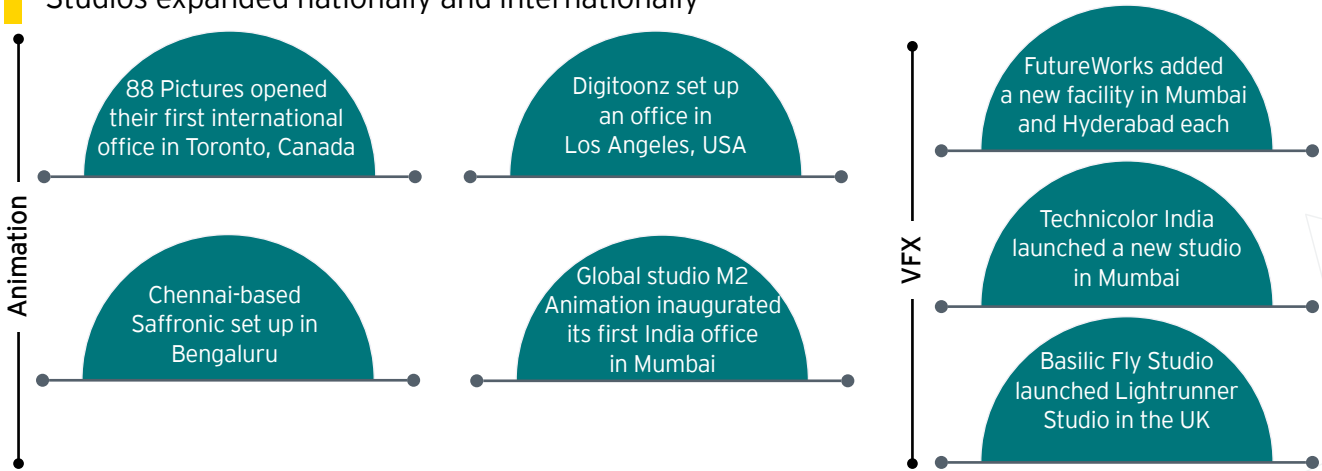 Studios expanded nationally and internationally
Animation
88 Pictures opened
their first international
office in Toronto, Canada
Digitoonz set up
an office in
Los Angeles, USA
Chennai-based
Saffronic set up in
Bengaluru
Global studio M2
Animation inaugurated
its first India office
in Mumbai
VFX
FutureWorks added
a new facility in Mumbai
and Hyderabad each
Technicolor India
launched a new studio
in Mumbai
Basilic Fly Studio
launched Lightrunner
Studio in the UK